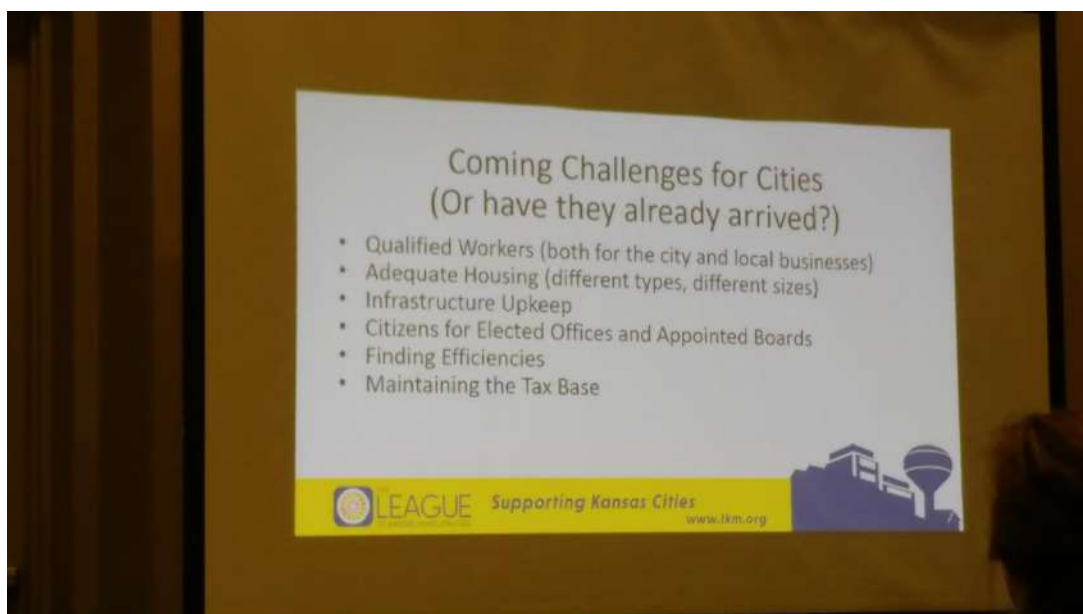 Coming Challenges for Cities
(Or have they already arrived?)
• Qualified Workers (both for the city and local businesses)
• Adequate Housing (different types, different sizes)
• Infrastructure Upkeep
• Citizens for Elected Offices and Appointed Boards
• Finding Efficiencies
• Maintaining the Tax Base
LEAGUE
Supporting Kansas Cities
www.lkm.org